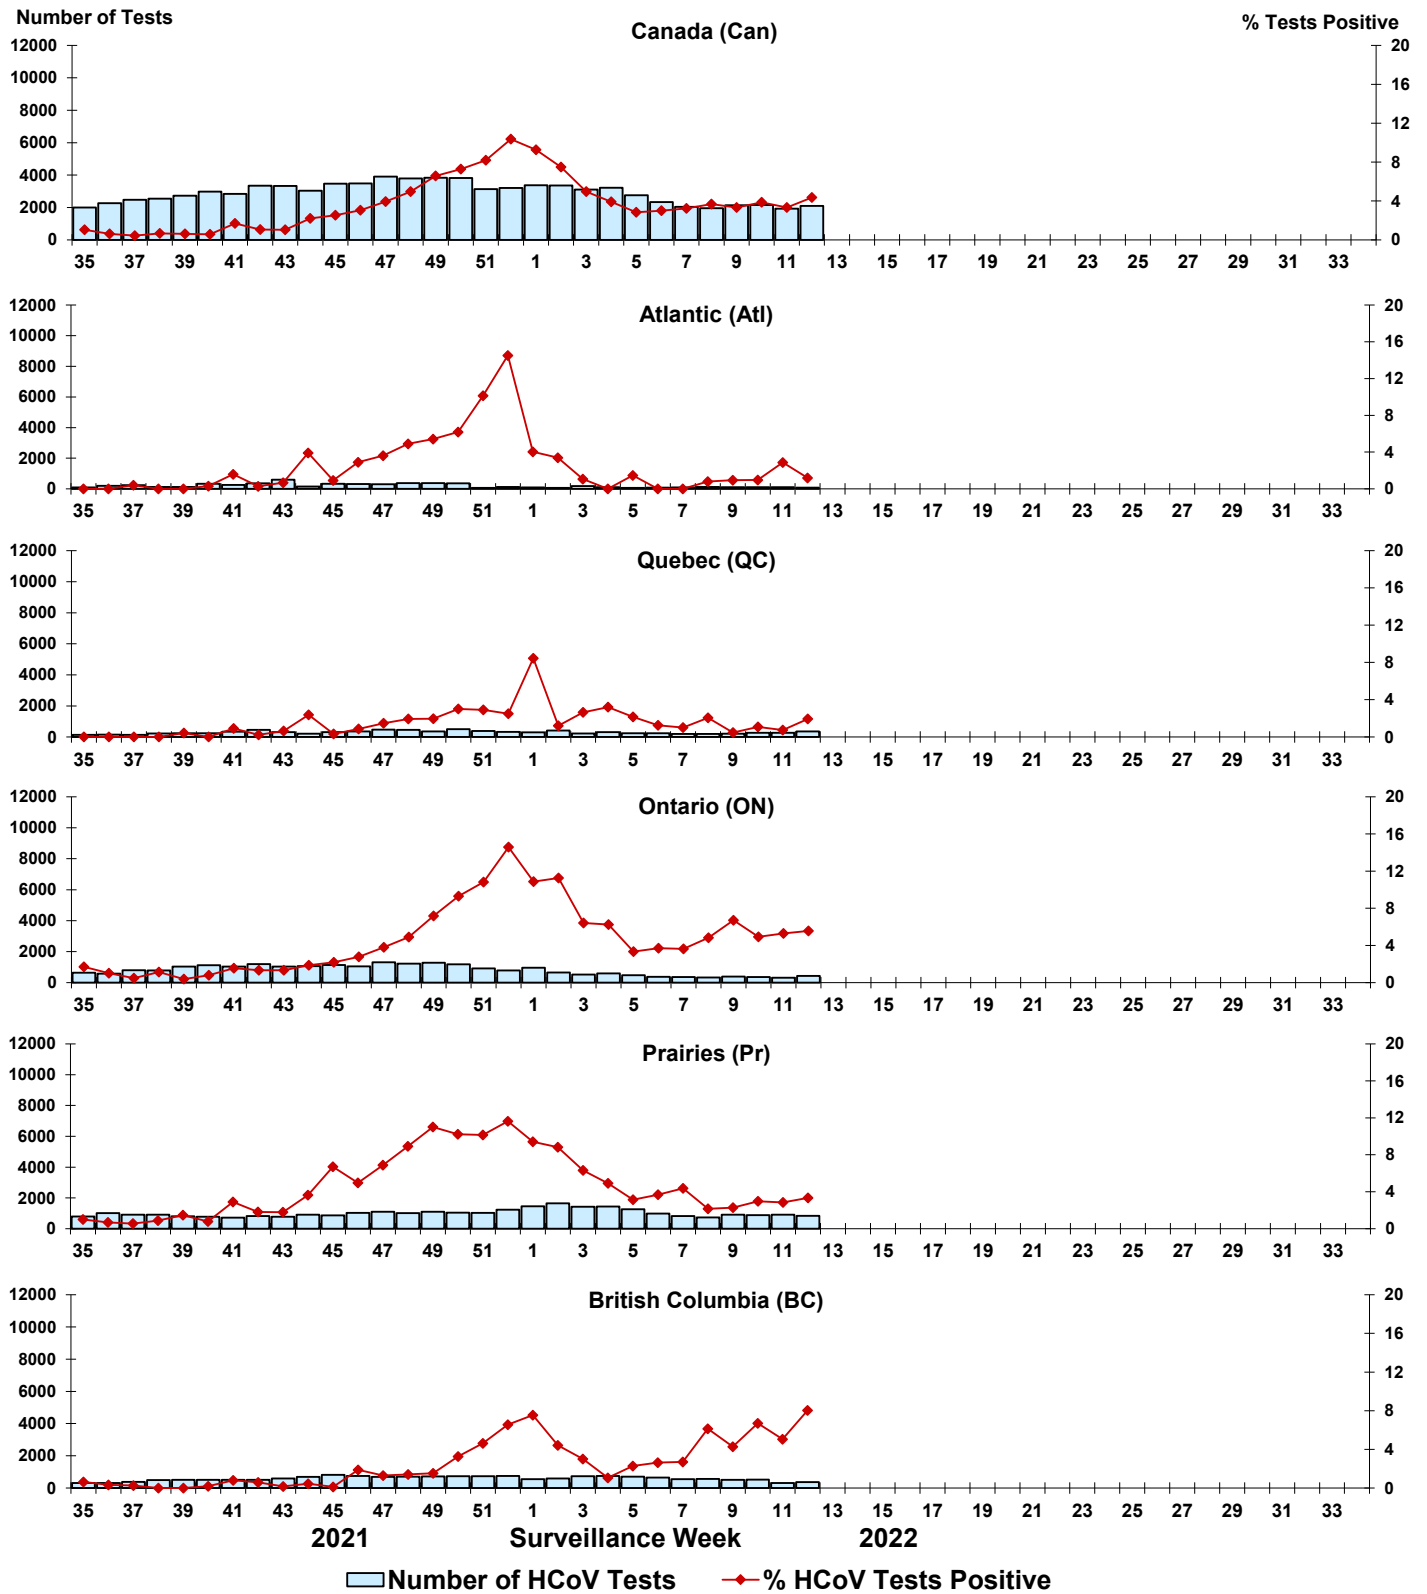 Number of Tests
Canada (Can)
% Tests Positive
12000 20
10000 16
8000 12
6000 8
4000 4
2000 0
0
35 37 39 41 43 45 47 49 51 1 3 5 7 9 11 13 15 17 19 21 23 25 27 29 31 33
Atlantic (Atl)
12000 20
10000 16
8000 12
6000 8
4000 4
2000 0
0
35 37 39 41 43 45 47 49 51 1 3 5 7 9 11 13 15 17 19 21 23 25 27 29 31 33
Quebec (QC)
12000 20
10000 16
8000 12
6000 8
4000 4
2000 0
0
35 37 39 41 43 45 47 49 51 1 3 5 7 9 11 13 15 17 19 21 23 25 27 29 31 33
Ontario (ON)
12000 20
10000 16
8000 12
6000 8
4000 4
2000 0
0
35 37 39 41 43 45 47 49 51 1 3 5 7 9 11 13 15 17 19 21 23 25 27 29 31 33
Prairies (Pr)
12000 20
10000 16
8000 12
6000 8
4000 4
2000 0
0
35 37 39 41 43 45 47 49 51 1 3 5 7 9 11 13 15 17 19 21 23 25 27 29 31 33
British Columbia (BC)
12000 20
10000 16
8000 12
6000 8
4000 4
2000 0
0
35 37 39 41 43 45 47 49 51 1 3 5 7 9 11 13 15 17 19 21 23 25 27 29 31 33
2021 Surveillance Week 2022
Number of HCoV Tests % HCoV Tests Positive